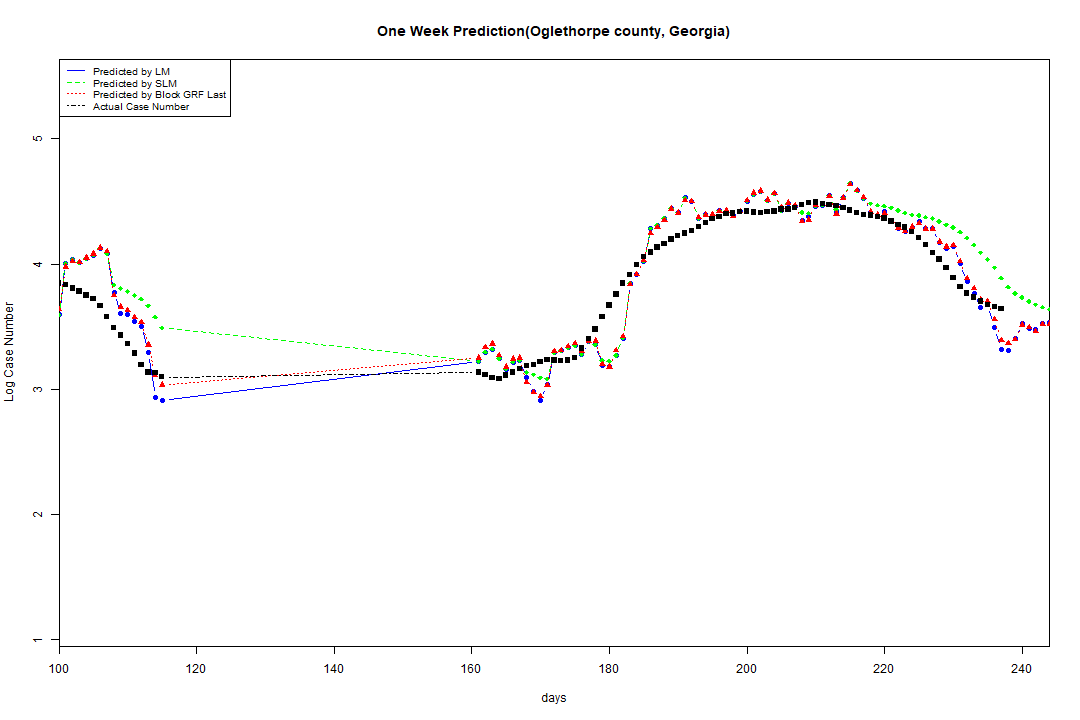 One Week Prediction(Oglethorpe county, Georgia)
Predicted by LM
Predicted by SLM
Predicted by Block GRF Last
Actual Case Number
5
4
3
2
1
Log Case Number
100 120 140 160 180 200 220 240
days